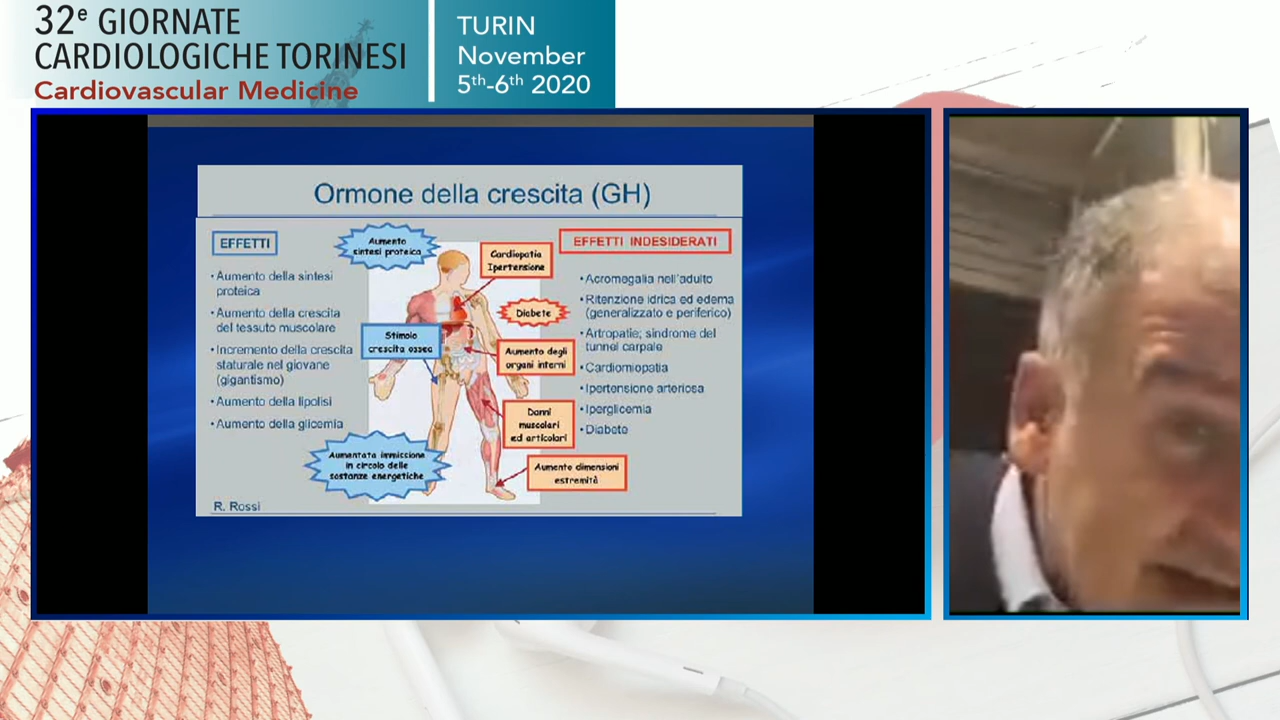 32e GIORNATE
CARDIOLOGICHE TORINESI
Cardiovascular Medicine
TURIN
November
5th-6th 2020
Ormone della crescita (GH)
EFFETTI
• Aumento della sintesi
proteica
• Aumento della crescita
del tessuto muscolare
• Incremento della crescita
staturale nel giovane
(gigantismo)
• Aumento della lipolisi
• Aumento della glicemia
Aumento
sintesi proteica
Stimolo
crescita ossea
Aumentata immissione
in circolo delle
sostanze energetiche
Cardiopatia
Ipertensione
Diabete
Aumento degli
organi interni
Danni
muscolari
ed articolari
Aumento dimensioni
estremità
EFFETTI INDESIDERATI
• Acromegalia nell'adulto
• Ritenzione idrica ed edema
(generalizzato e periferico)
• Artropatie; sindrome del
tunnel carpale
• Cardiomiopatia
• Ipertensione arteriosa
• Iperglicemia
• Diabete
R. Rossi